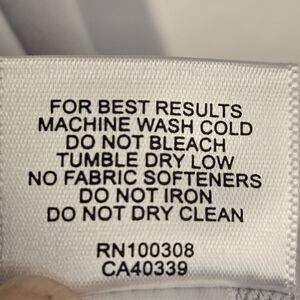 FOR BEST RESULTS
MACHINE WASH COLD
DO NOT BLEACH
TUMBLE DRY LOW
NO FABRIC SOFTENERS
DO NOT IRON
DO NOT DRY CLEAN
RN100308
CA40339